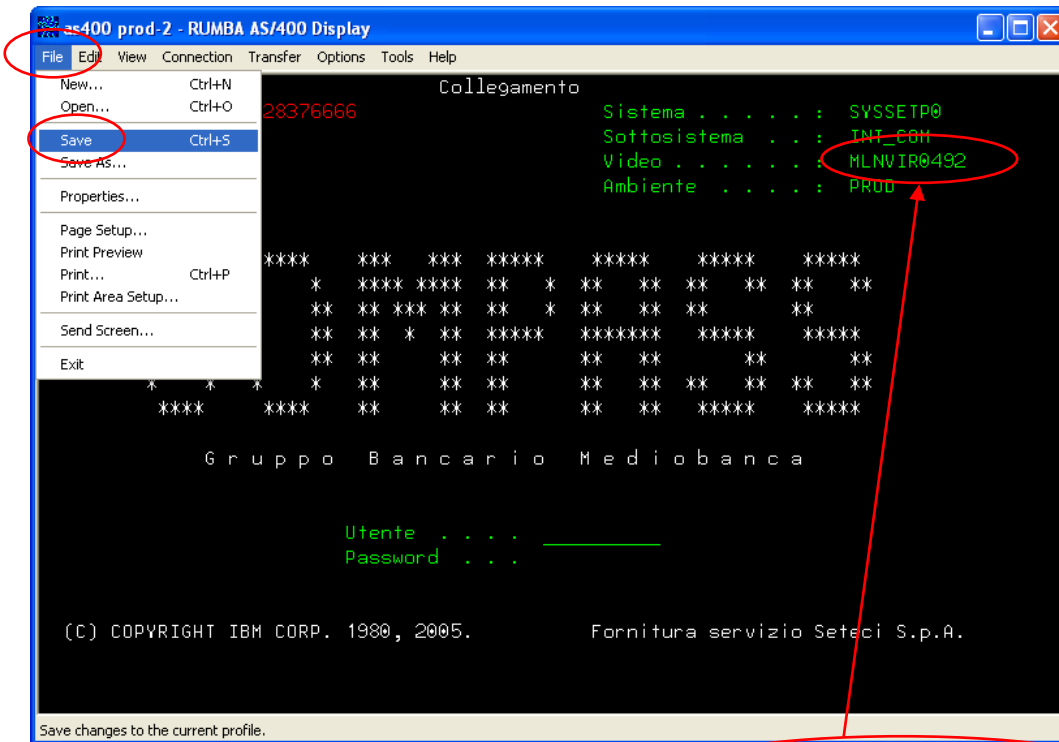 as400 prod-2 - RUMBA AS/400 Display
File Edit View Connection Transfer Options Tools Help
New... Ctrl+N
Open... Ctrl+O
Save Ctrl+S
Save As...
Properties...
Page Setup...
Print Preview
Print... Ctrl+P
Print Area Setup...
Send Screen...
Exit
Collegamento
28376666
Sistema . . . . . : SYSSETP0
Sottosistema . . : INT_COM
Video . . . . . . : MLNVIR0492
Ambiente . . . . : PROD
Gruppo Bancario Mediobanca
Utente . . . .
Password . . .
(C) COPYRIGHT IBM CORP. 1980, 2005. Fornitura servizio Seteci S.p.A.
Save changes to the current profile.